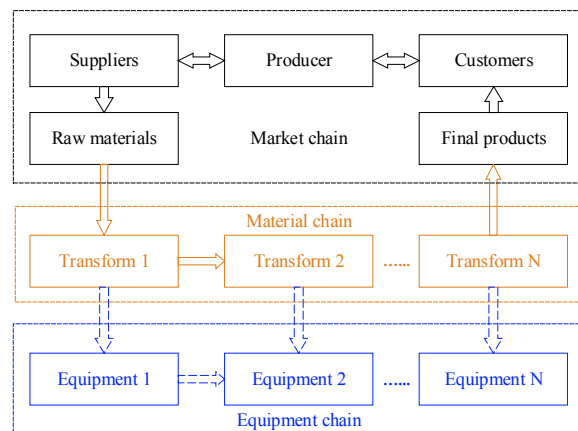 Suppliers
Producer
Customers
Raw materials
Market chain
Final products
Material chain
Transform 1
Transform 2
......
Transform N
Equipment 1
Equipment 2
......
Equipment N
Equipment chain